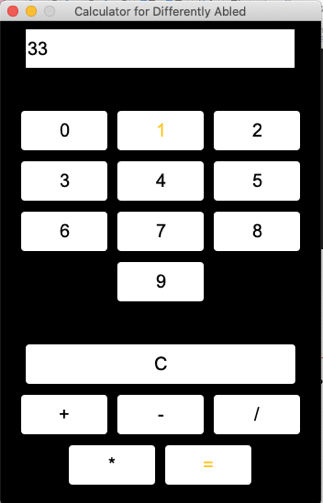 Calculator for Differently Abled
33
0 1 2
3 4 5
6 7 8
9
C
+ - /
* =